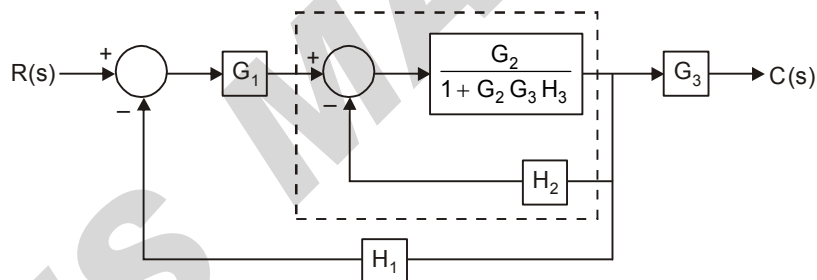 R(s)
+
−
G₁
+
−
G₂
1 + G₂ G₃ H₃
G₃
C(s)
H₂
H₁